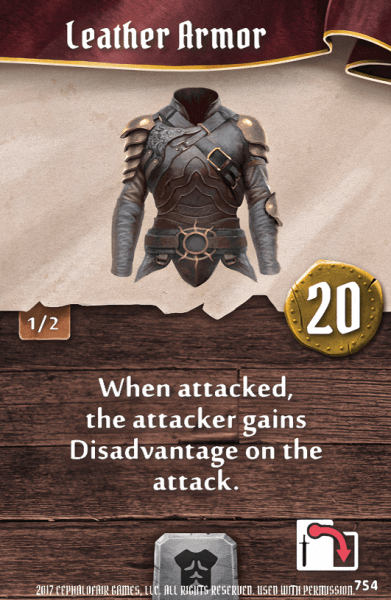 Leather Armor
20
1/2
When attacked,
the attacker gains
Disadvantage on the
attack.
2017 CEPHALOFAIR GAMES, LLC. ALL RIGHTS RESERVED. USED WITH PERMISSION.
754